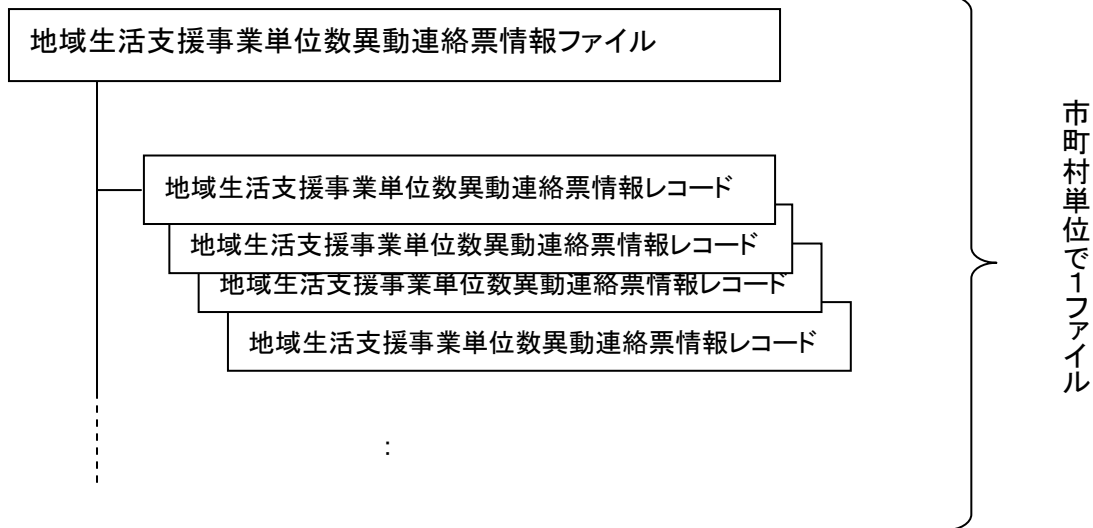 地域生活支援事業単位数異動連絡票情報ファイル
地域生活支援事業単位数異動連絡票情報レコード
地域生活支援事業単位数異動連絡票情報レコード
地域生活支援事業単位数異動連絡票情報レコード
地域生活支援事業単位数異動連絡票情報レコード
:
市町村単位で1ファイル